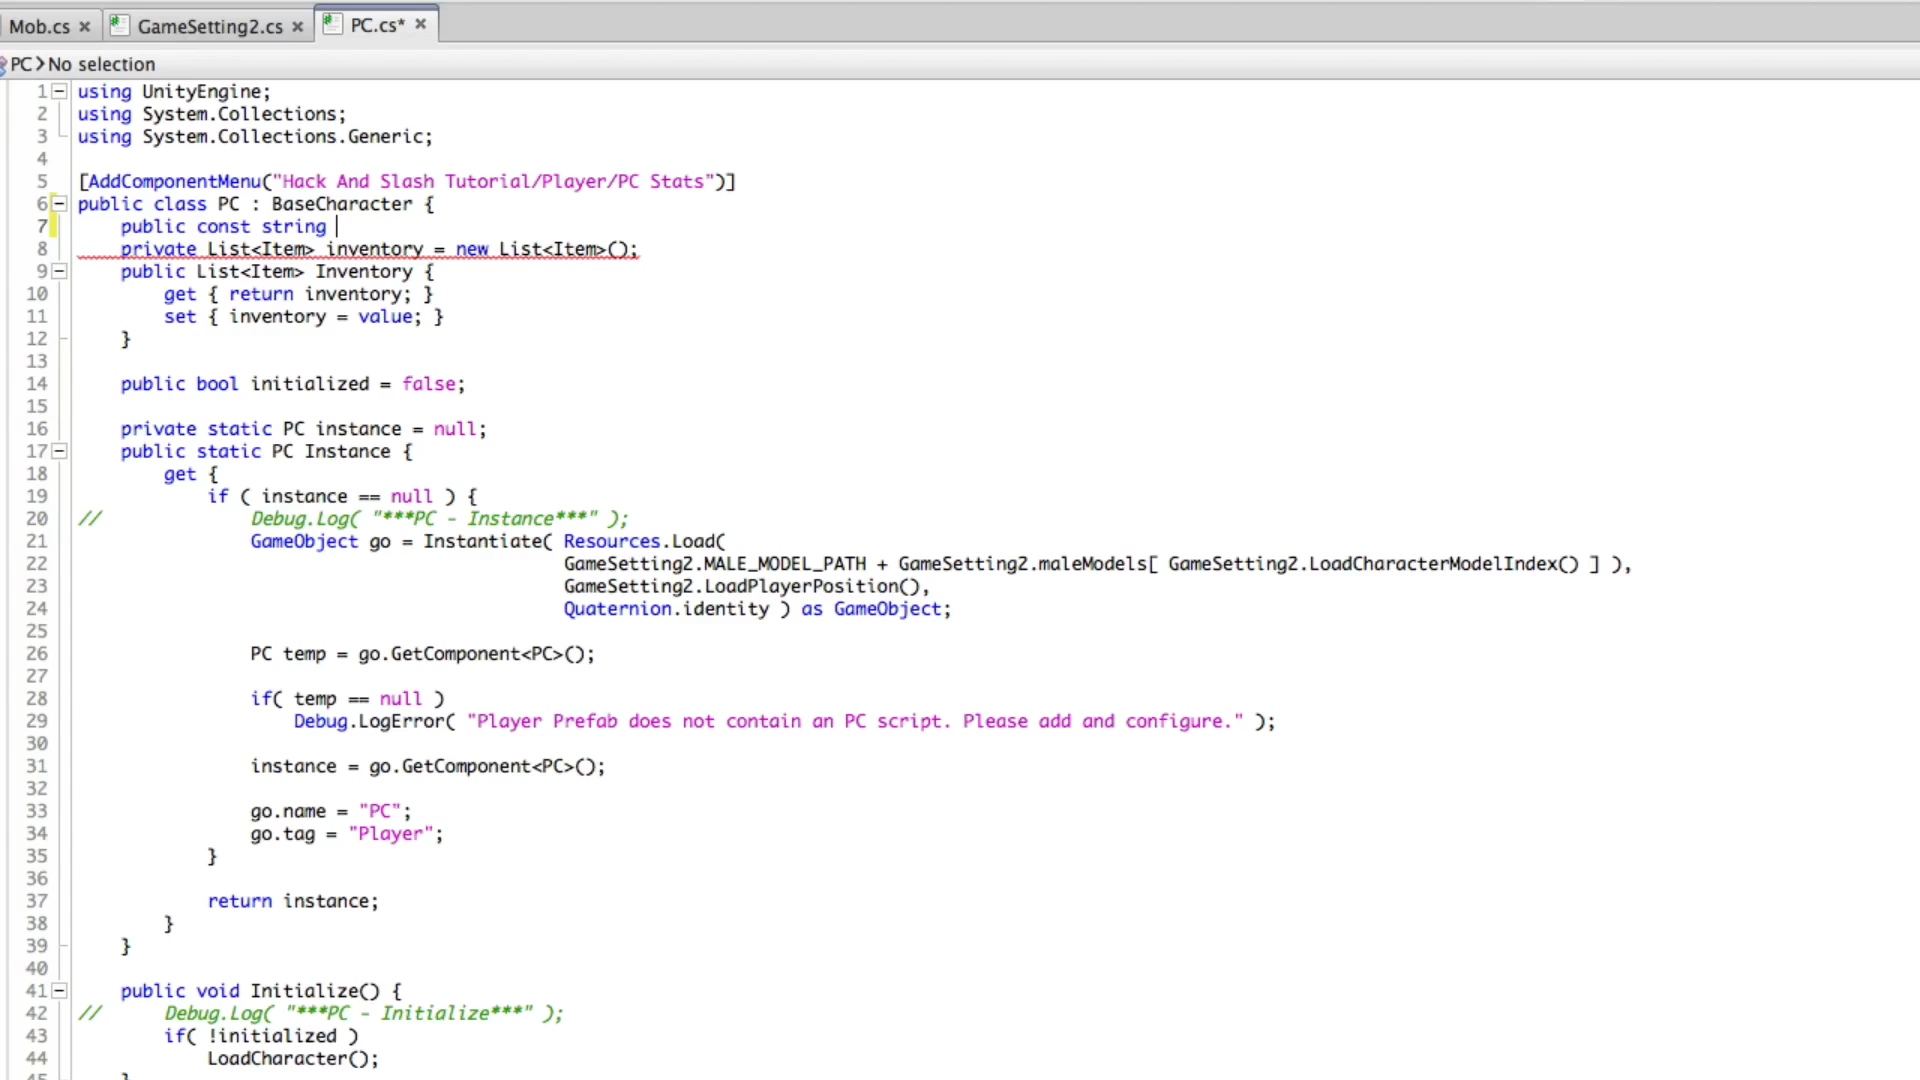 Mob.cs × GameSetting2.cs × PC.cs* ×
PC > No selection
1 using UnityEngine;
2 using System.Collections;
3 using System.Collections.Generic;
4
5 [AddComponentMenu("Hack And Slash Tutorial/Player/PC Stats")]
6 public class PC : BaseCharacter {
7 public const string
8 private List<Item> inventory = new List<Item>();
9 public List<Item> Inventory {
10 get { return inventory; }
11 set { inventory = value; }
12 }
13
14 public bool initialized = false;
15
16 private static PC instance = null;
17 public static PC Instance {
18 get {
19 if ( instance == null ) {
20 // Debug.Log( "***PC - Instance***" );
21 GameObject go = Instantiate( Resources.Load(
22 GameSetting2.MALE_MODEL_PATH + GameSetting2.maleModels[ GameSetting2.LoadCharacterModelIndex() ] ),
23 GameSetting2.LoadPlayerPosition(),
24 Quaternion.identity ) as GameObject;
25
26 PC temp = go.GetComponent<PC>();
27
28 if( temp == null )
29 Debug.LogError( "Player Prefab does not contain an PC script. Please add and configure." );
30
31 instance = go.GetComponent<PC>();
32
33 go.name = "PC";
34 go.tag = "Player";
35 }
36
37 return instance;
38 }
39 }
40
41 public void Initialize() {
42 // Debug.Log( "***PC - Initialize***" );
43 if( !initialized )
44 LoadCharacter();
45 }